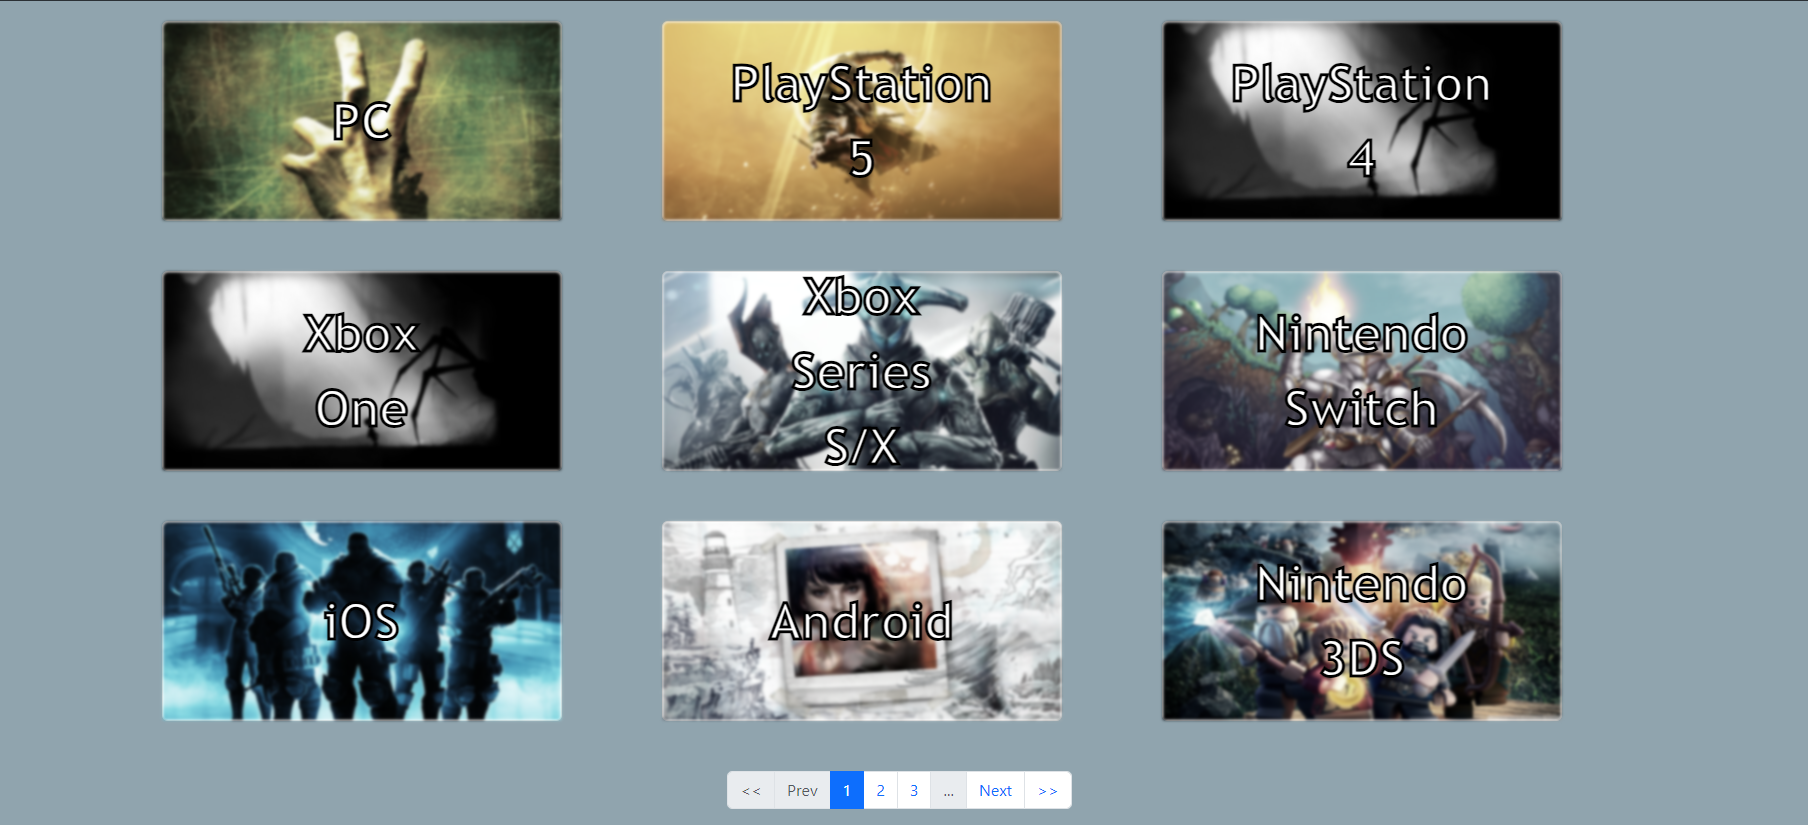 PC
PlayStation
5
PlayStation
4
Xbox
One
Xbox
Series
S/X
Nintendo
Switch
iOS
Android
Nintendo
3DS
<< Prev 1 2 3 ... Next >>